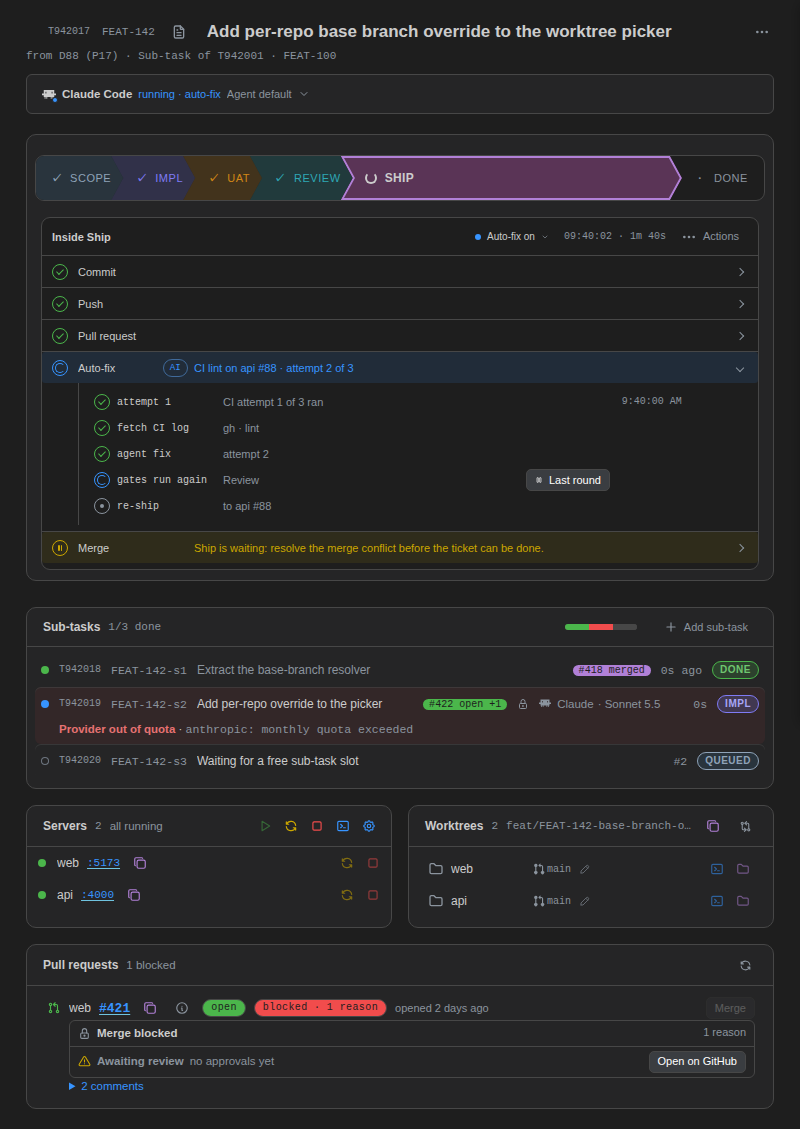 T942017 FEAT-142 Add per-repo base branch override to the worktree picker
from D88 (P17) · Sub-task of T942001 · FEAT-100
Claude Code running · auto-fix Agent default
SCOPE IMPL UAT REVIEW SHIP DONE
Inside Ship Auto-fix on 09:40:02 · 1m 40s Actions
Commit
Push
Pull request
Auto-fix AI CI lint on api #88 · attempt 2 of 3
attempt 1 CI attempt 1 of 3 ran 9:40:00 AM
fetch CI log gh · lint
agent fix attempt 2
gates run again Review Last round
re-ship to api #88
Merge Ship is waiting: resolve the merge conflict before the ticket can be done.
Sub-tasks 1/3 done Add sub-task
T942018 FEAT-142-s1 Extract the base-branch resolver #418 merged 0s ago DONE
T942019 FEAT-142-s2 Add per-repo override to the picker #422 open +1 Claude · Sonnet 5.5 0s IMPL
Provider out of quota · anthropic: monthly quota exceeded
T942020 FEAT-142-s3 Waiting for a free sub-task slot #2 QUEUED
Servers 2 all running
web :5173
api :4000
Worktrees 2 feat/FEAT-142-base-branch-o…
web main
api main
Pull requests 1 blocked
web #421 open blocked · 1 reason opened 2 days ago Merge
Merge blocked 1 reason
Awaiting review no approvals yet Open on GitHub
2 comments